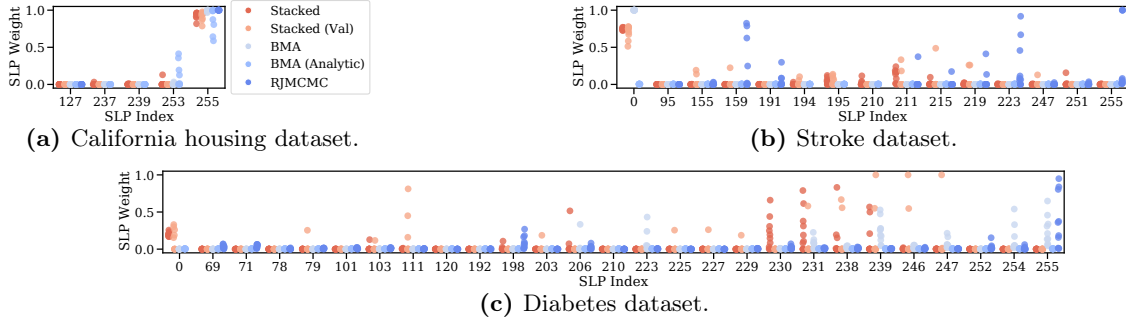 SLP Weight
1.0
0.5
0.0
127 237 239 253 255
SLP Index
Stacked
Stacked (Val)
BMA
BMA (Analytic)
RJMCMC
(a) California housing dataset.
SLP Weight
1.0
0.5
0.0
0 95 155 159 191 194 195 210 211 215 219 223 247 251 255
SLP Index
(b) Stroke dataset.
SLP Weight
1.0
0.5
0.0
0 69 71 78 79 101 103 111 120 192 198 203 206 210 223 225 227 229 230 231 238 239 246 247 252 254 255
SLP Index
(c) Diabetes dataset.